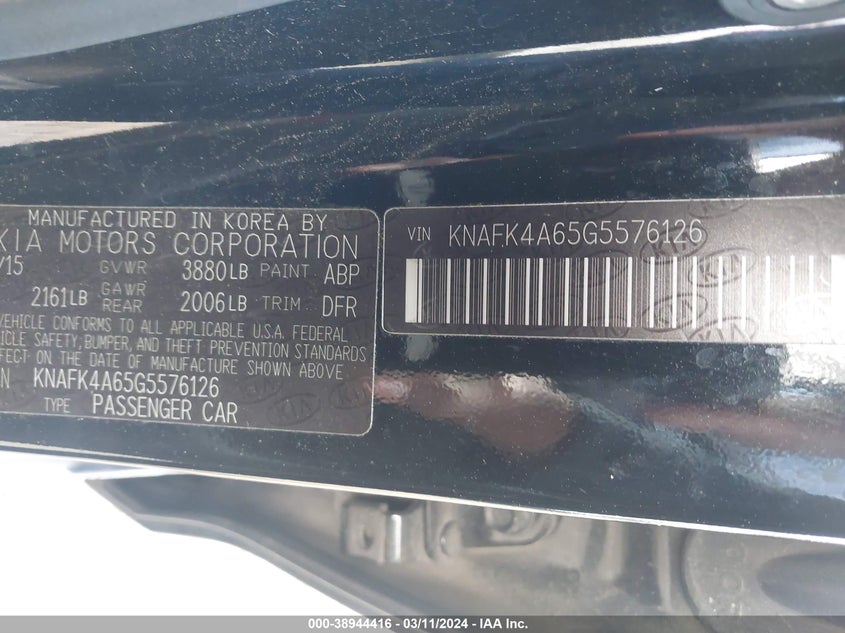 MANUFACTURED IN KOREA BY
KIA MOTORS CORPORATION
/15 GVWR 3880LB PAINT ABP
2161LB GAWR REAR 2006LB TRIM DFR
VEHICLE CONFORMS TO ALL APPLICABLE U.S.A. FEDERAL
VEHICLE SAFETY, BUMPER, AND THEFT PREVENTION STANDARDS
EFFECT ON THE DATE OF MANUFACTURE SHOWN ABOVE
KNAFK4A65G5576126
TYPE PASSENGER CAR
VIN KNAFK4A65G5576126
000-38944416 - 03/11/2024 - IAA Inc.